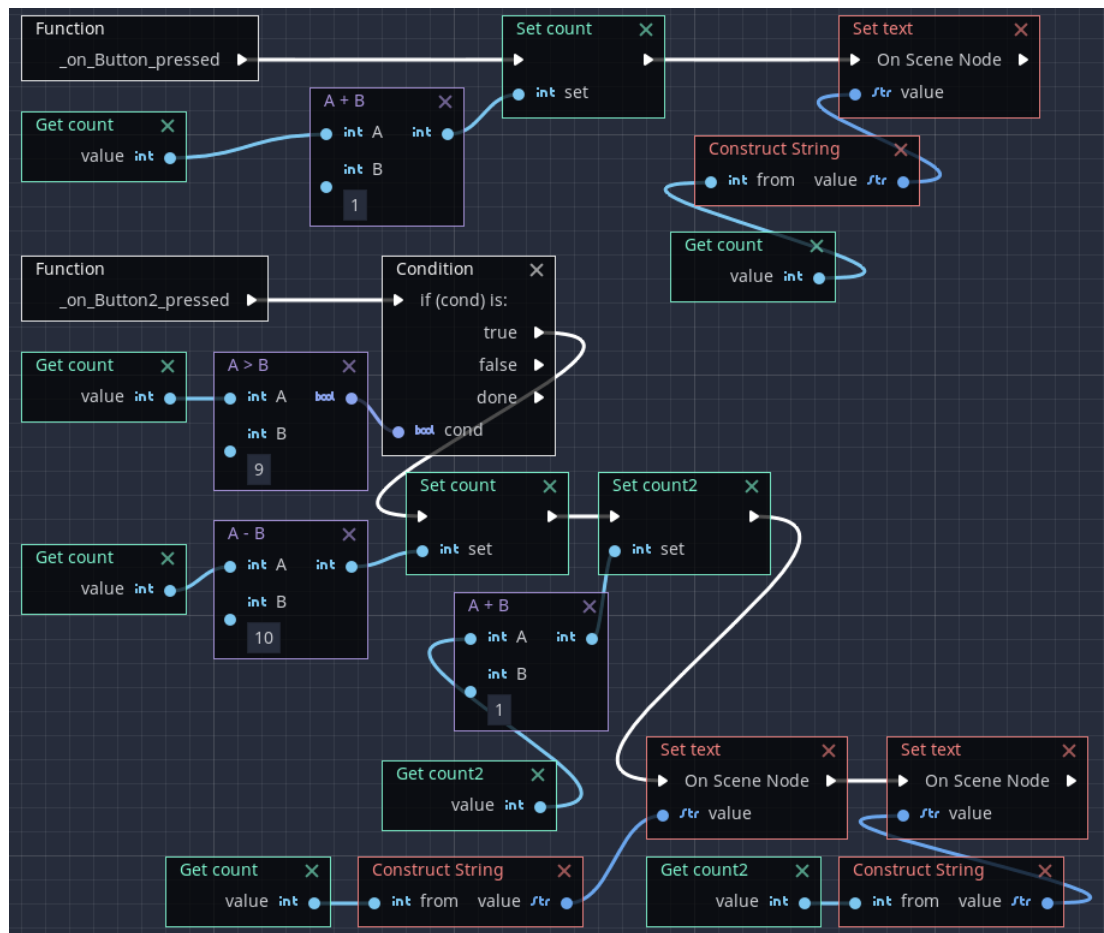 Function
_on_Button_pressed
Set count
int set
Set text
On Scene Node
Str value
Get count
value int
A + B
int A int
int B
1
Construct String
int from value Str
Get count
value int
Function
_on_Button2_pressed
Condition
if (cond) is:
true
false
done
bool cond
Get count
value int
A > B
int A bool
int B
9
Get count
value int
A - B
int A int
int B
10
Set count
int set
Set count2
int set
A + B
int A int
int B
1
Get count2
value int
Set text
On Scene Node
Str value
Set text
On Scene Node
Str value
Get count
value int
Construct String
int from value Str
Get count2
value int
Construct String
int from value Str